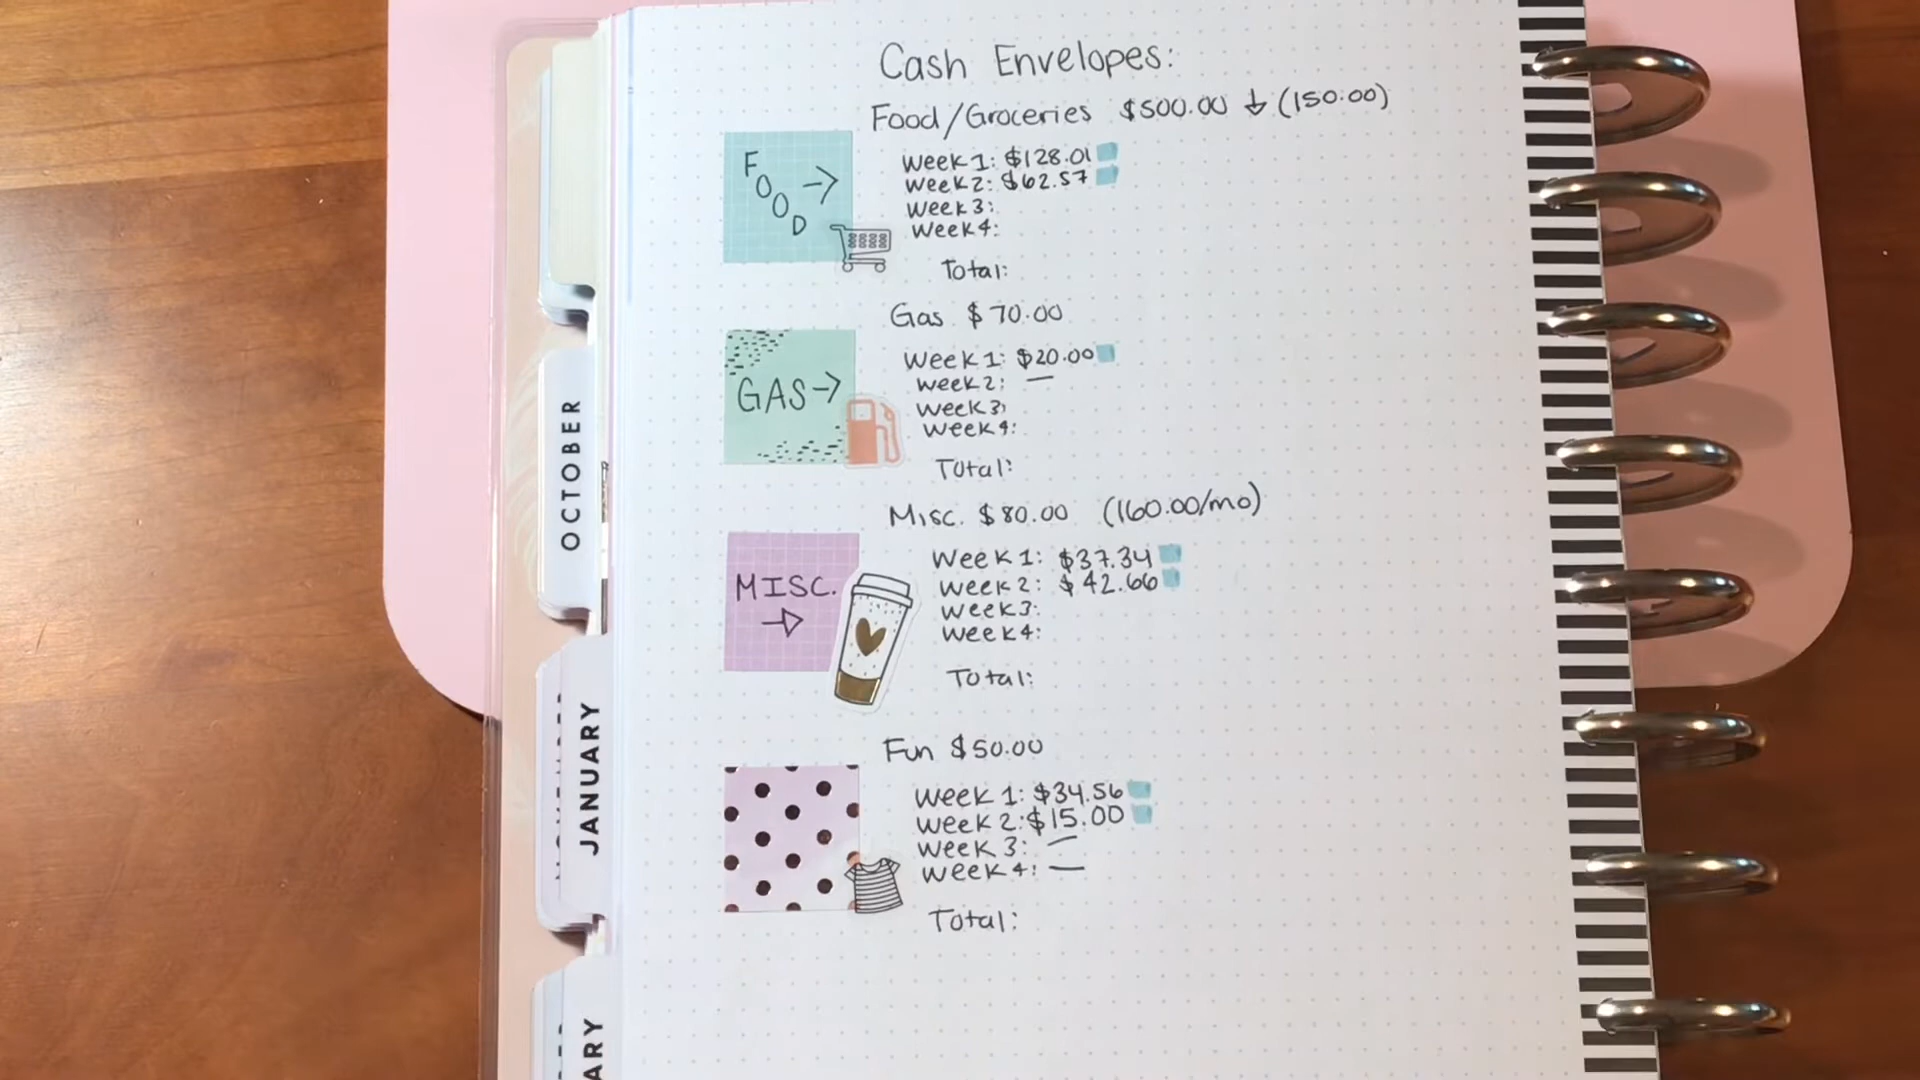 Cash Envelopes:
Food/Groceries $500.00 ↓ (150.00)
FOOD →
Week 1: $128.01
Week 2: $62.57
Week 3:
Week 4:
Total:
Gas $70.00
GAS →
Week 1: $20.00
Week 2: —
Week 3:
Week 4:
Total:
Misc. $80.00 (160.00/mo)
MISC. →
Week 1: $37.34
Week 2: $42.66
Week 3:
Week 4:
Total:
Fun $50.00
Week 1: $34.56
Week 2: $15.00
Week 3: —
Week 4: —
Total:
OCTOBER
JANUARY